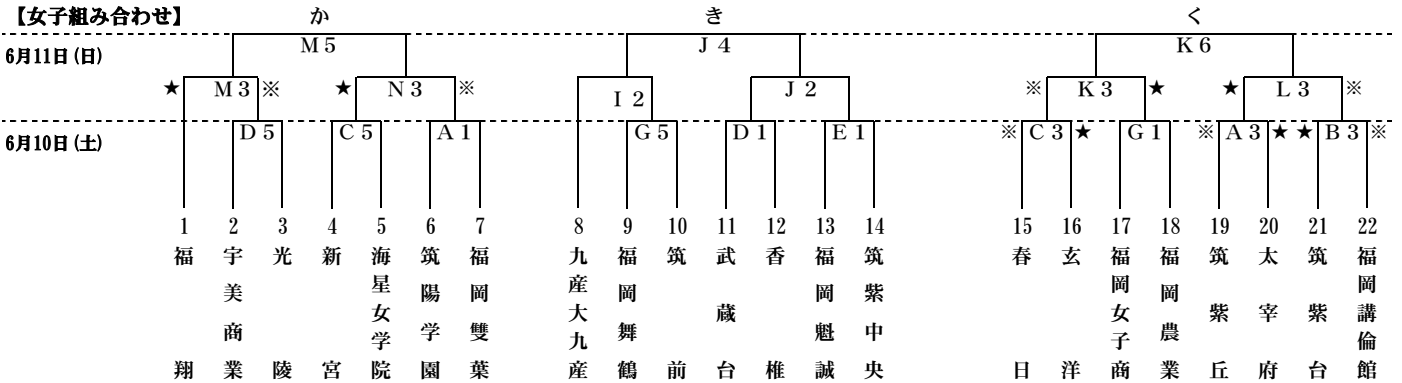 【女子組み合わせ】 か き く
M5 J4 K6
6月11日(日)
★ M3 ※ ★ N3 ※ I2 J2 ※ K3 ★ ★ L3 ※
D5 C5 A1 G5 D1 E1 ※ C3 ★ G1 ※ A3 ★ ★ B3 ※
6月10日(土)
1 2 3 4 5 6 7 8 9 10 11 12 13 14 15 16 17 18 19 20 21 22
福翔
宇美商業
光陵
新宮
海星女学院
筑陽学園
福岡雙葉
九産大九産
福岡舞鶴
筑前
武蔵台
香椎
福岡魁誠
筑紫中央
春日
玄洋
福岡女子商
福岡農業
筑紫丘
太宰府
筑紫台
福岡講倫館